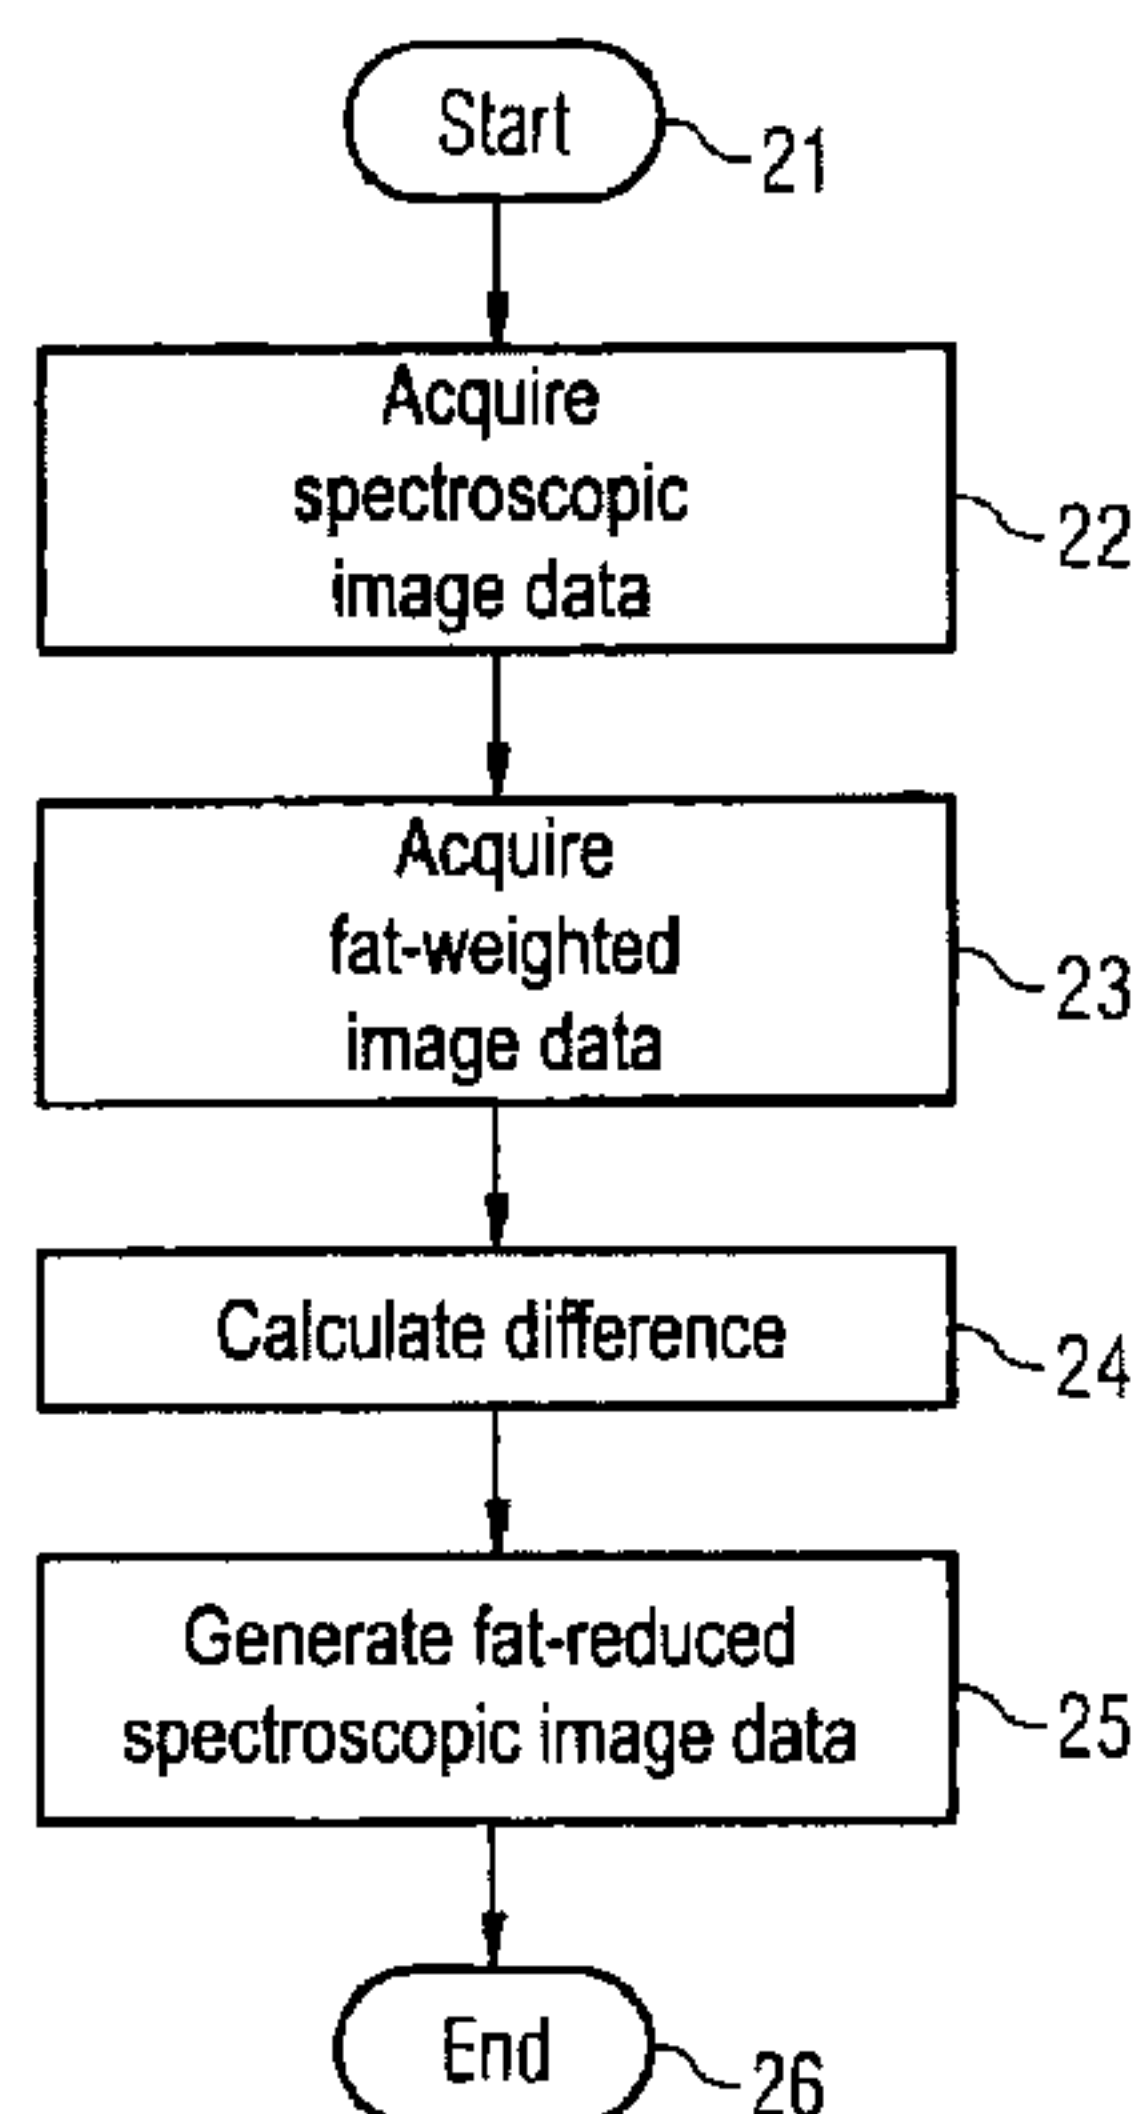 Start
21
Acquire
spectroscopic
image data
22
Acquire
fat-weighted
image data
23
Calculate difference
24
Generate fat-reduced
spectroscopic image data
25
End
26